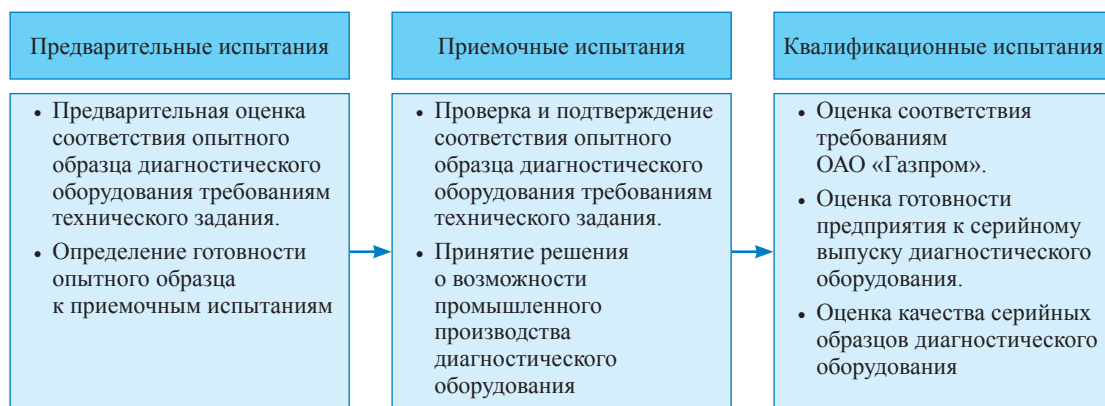 Предварительные испытания
• Предварительная оценка
соответствия опытного
образца диагностического
оборудования требованиям
технического задания.
• Определение готовности
опытного образца
к приемочным испытаниям
Приемочные испытания
• Проверка и подтверждение
соответствия опытного
образца диагностического
оборудования требованиям
технического задания.
• Принятие решения
о возможности
промышленного
производства
диагностического
оборудования
Квалификационные испытания
• Оценка соответствия
требованиям
ОАО «Газпром».
• Оценка готовности
предприятия к серийному
выпуску диагностического
оборудования.
• Оценка качества серийных
образцов диагностического
оборудования